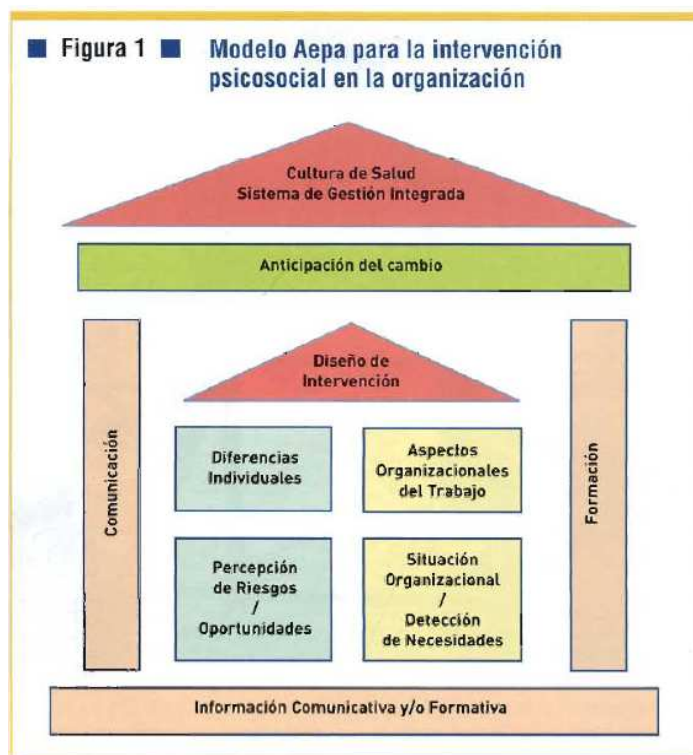 Figura 1
Modelo Aepa para la intervención
psicosocial en la organización
Cultura de Salud
Sistema de Gestión Integrada
Anticipación del cambio
Comunicación
Diseño de
Intervención
Diferencias
Individuales
Aspectos
Organizacionales
del Trabajo
Percepción
de Riesgos
/
Oportunidades
Situación
Organizacional
/
Detección
de Necesidades
Formación
Información Comunicativa y/o Formativa